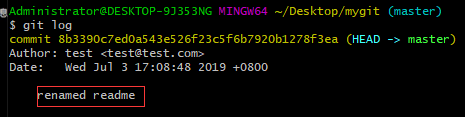 Administrator@DESKTOP-9J353NG MINGW64 ~/Desktop/mygit (master)
$ git log
commit 8b3390c7ed0a543e526f23c5f6b7920b1278f3ea (HEAD -> master)
Author: test <test@test.com>
Date:   Wed Jul 3 17:08:48 2019 +0800
renamed readme